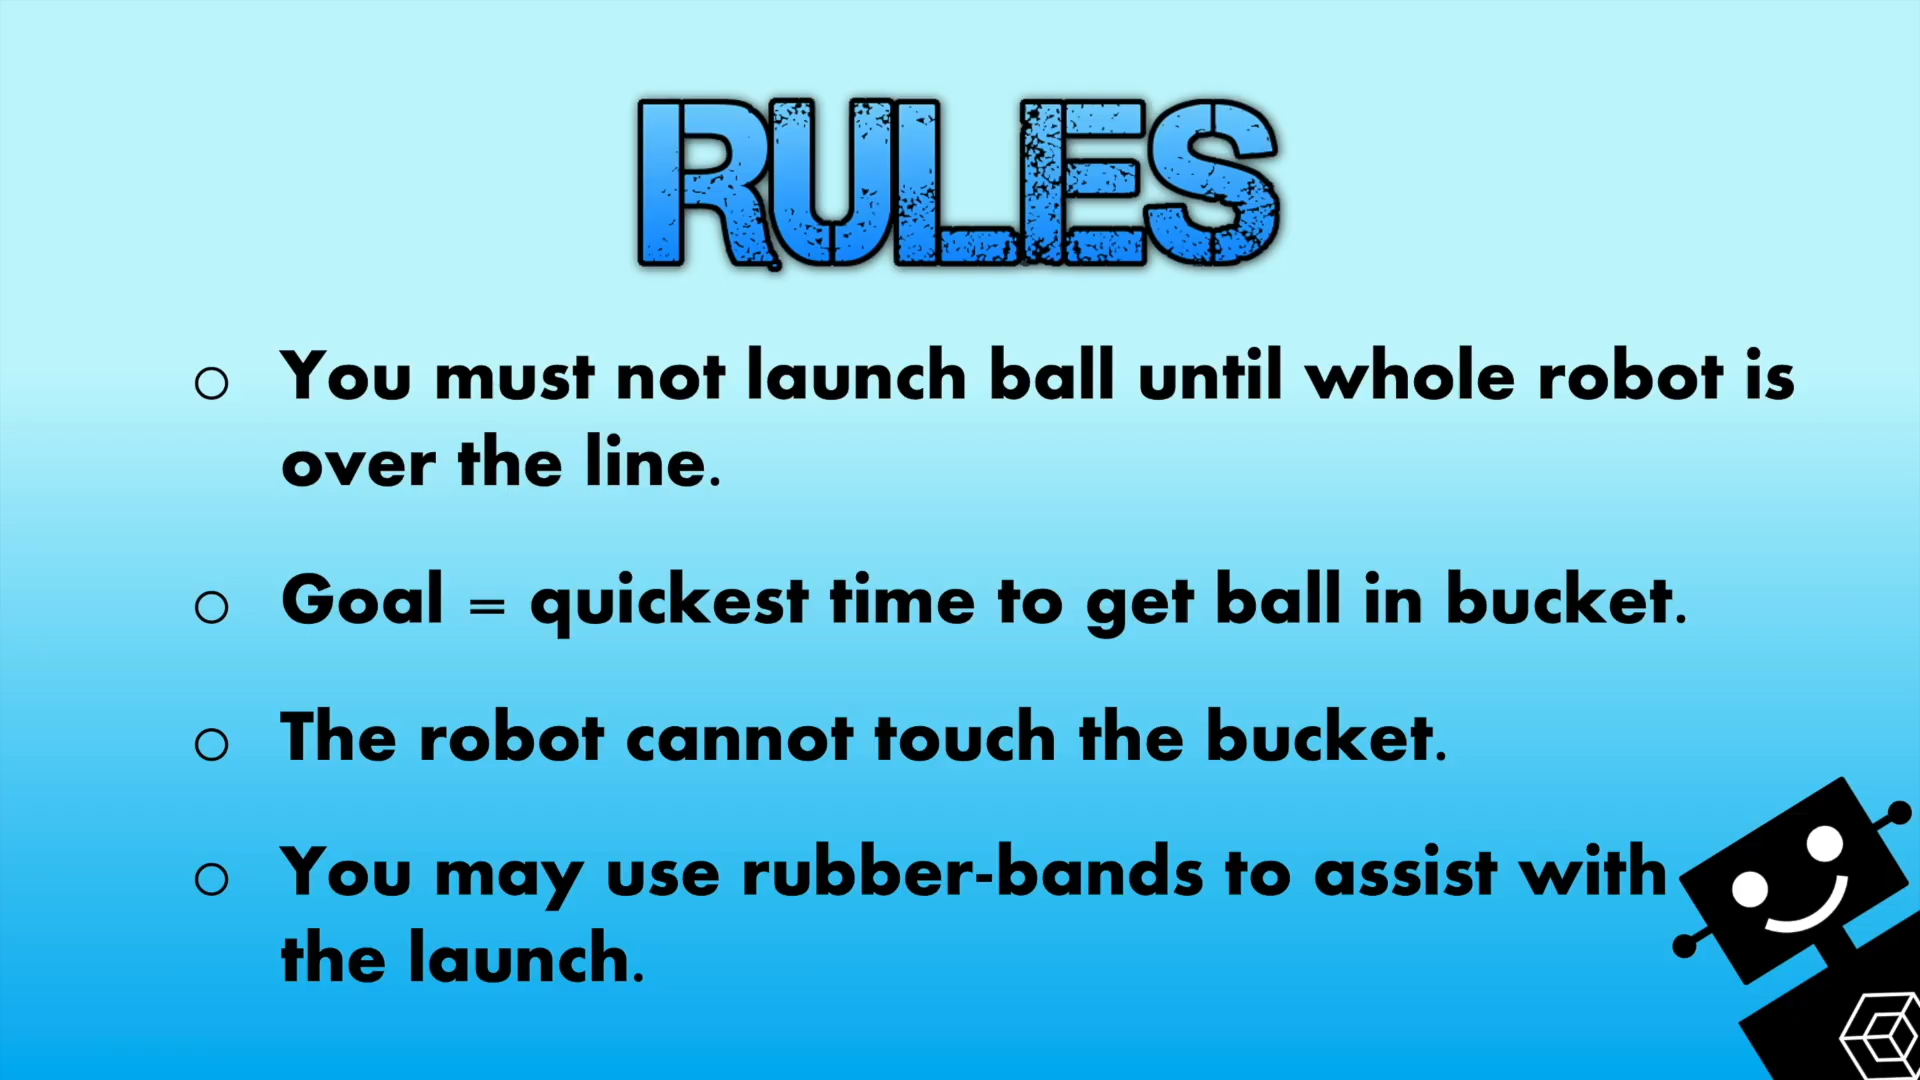 RULES
○ You must not launch ball until whole robot is
over the line.
○ Goal = quickest time to get ball in bucket.
○ The robot cannot touch the bucket.
○ You may use rubber-bands to assist with
the launch.